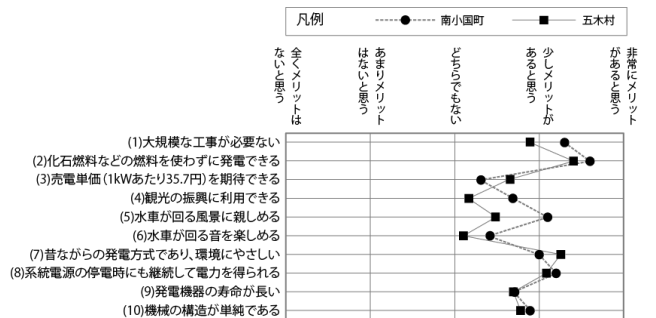 凡例
南小国町
五木村
全くメリットは
ないと思う
あまりメリット
はないと思う
どちらでもない
少しメリットが
あると思う
非常にメリット
があると思う
(1)大規模な工事が必要ない
(2)化石燃料などの燃料を使わずに発電できる
(3)売電単価(1kWあたり35.7円)を期待できる
(4)観光の振興に利用できる
(5)水車が回る風景に親しめる
(6)水車が回る音を楽しめる
(7)昔ながらの発電方式であり、環境にやさしい
(8)系統電源の停電時にも継続して電力を得られる
(9)発電機器の寿命が長い
(10)機械の構造が単純である